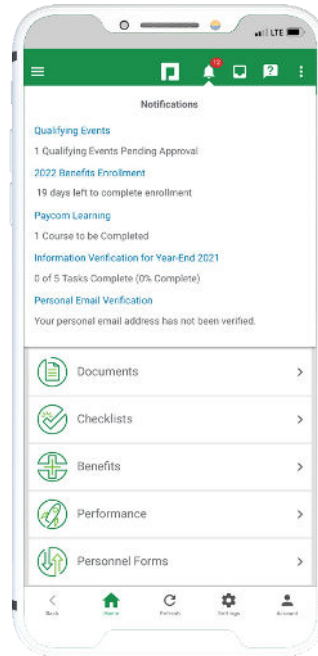 LTE
12
Notifications
Qualifying Events
1 Qualifying Events Pending Approval
2022 Benefits Enrollment
19 days left to complete enrollment
Paycom Learning
1 Course to be Completed
Information Verification for Year-End 2021
0 of 5 Tasks Complete (0% Complete)
Personal Email Verification
Your personal email address has not been verified.
Documents
Checklists
Benefits
Performance
Personnel Forms
Back Home Refresh Settings Account